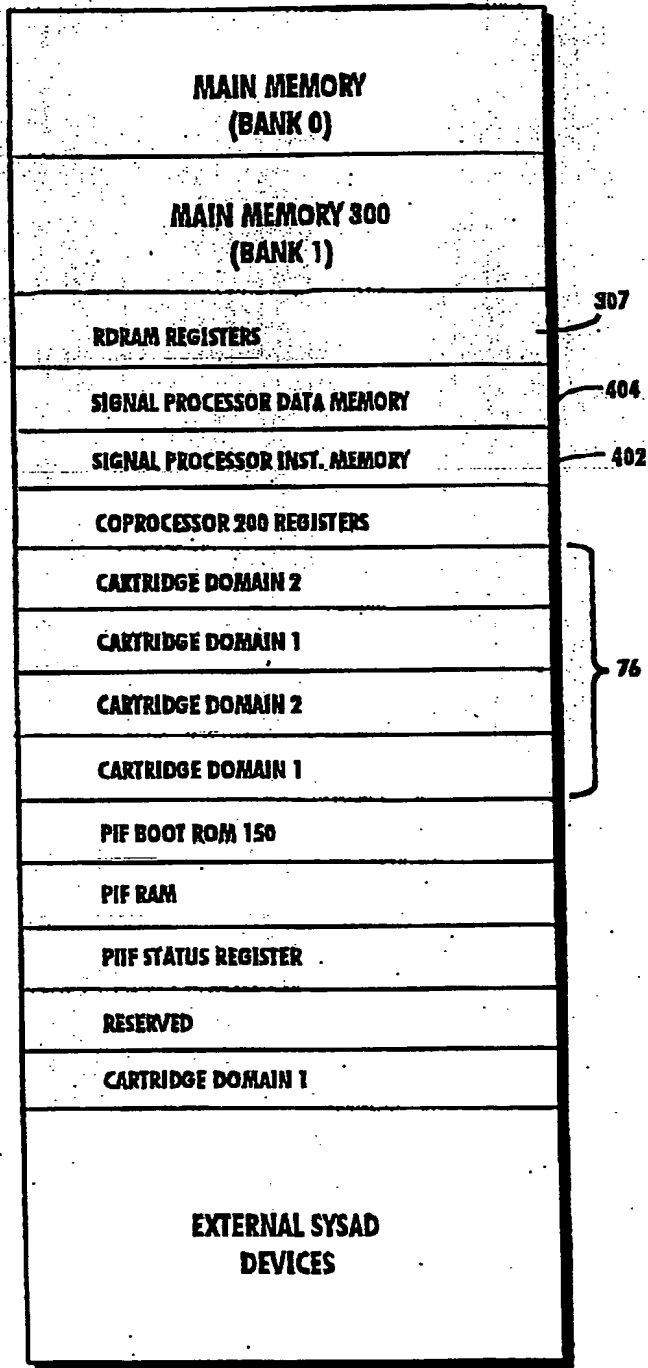 MAIN MEMORY
(BANK 0)
MAIN MEMORY 300
(BANK 1)
RDRAM REGISTERS
307
SIGNAL PROCESSOR DATA MEMORY
404
SIGNAL PROCESSOR INST. MEMORY
402
COPROCESSOR 200 REGISTERS
CARTRIDGE DOMAIN 2
CARTRIDGE DOMAIN 1
76
CARTRIDGE DOMAIN 2
CARTRIDGE DOMAIN 1
PIF BOOT ROM 150
PIF RAM
PIIF STATUS REGISTER
RESERVED
CARTRIDGE DOMAIN 1
EXTERNAL SYSAD
DEVICES